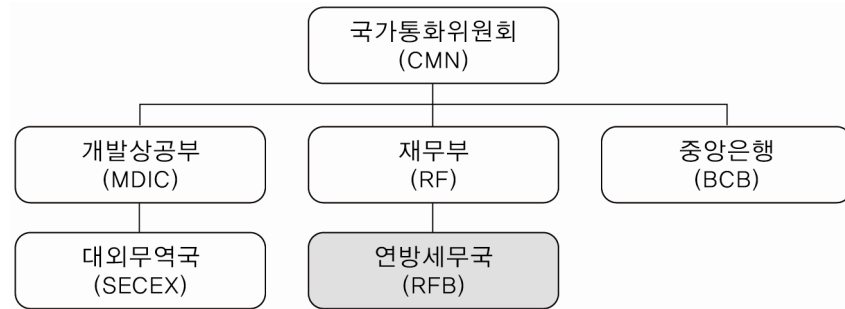 국가통화위원회
(CMN)
개발상공부
(MDIC)
재무부
(RF)
중앙은행
(BCB)
대외무역국
(SECEX)
연방세무국
(RFB)